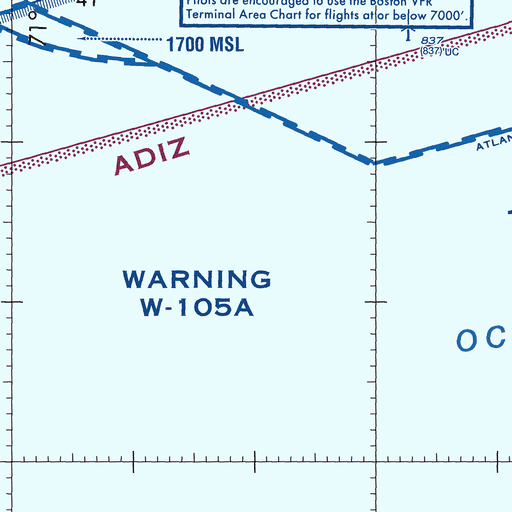 Pilots are encouraged to use the Boston VFR
Terminal Area Chart for flights at or below 7000'.
71°
1700 MSL
837
(837) UC
ADIZ
ATLAN
WARNING
W-105A
OC